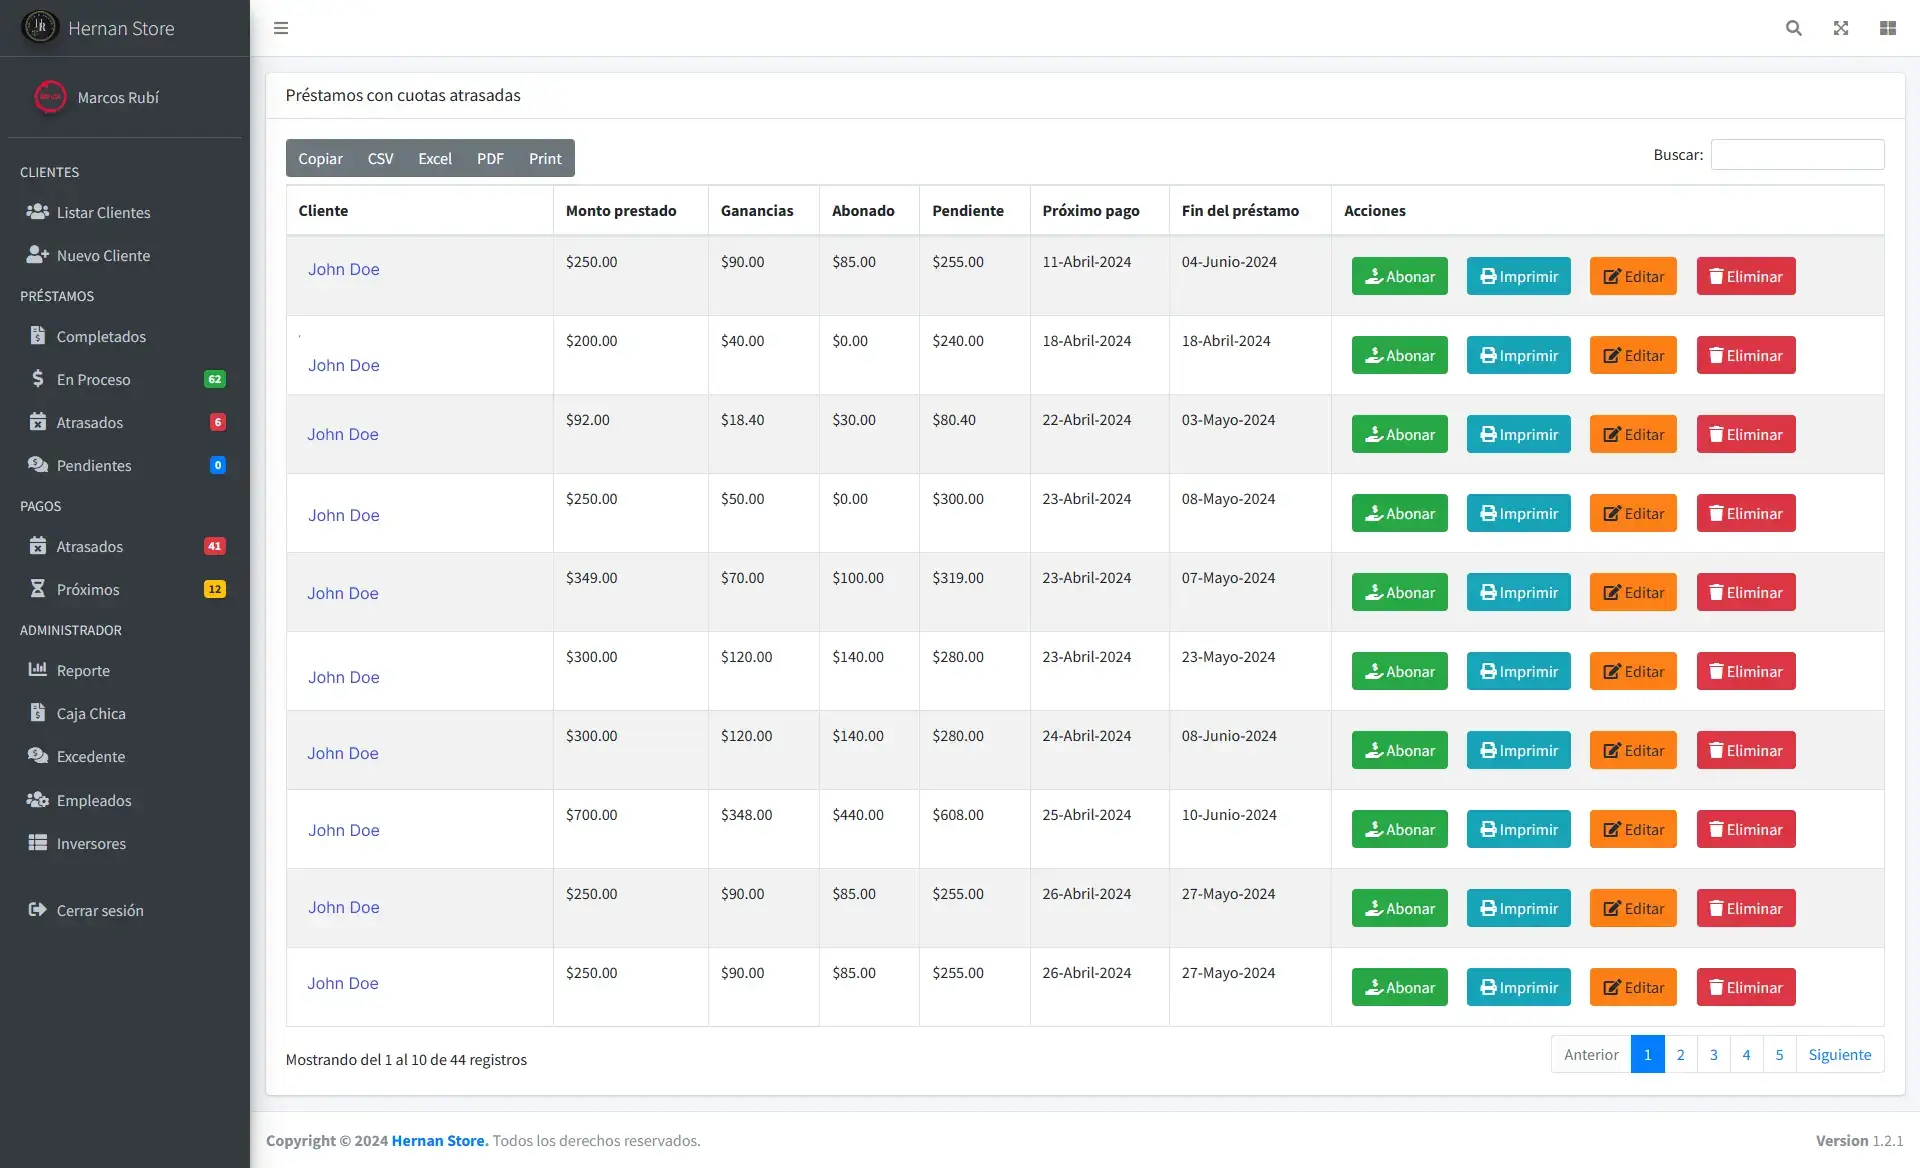 Hernan Store
Marcos Rubí
CLIENTES
Listar Clientes
Nuevo Cliente
PRÉSTAMOS
Completados
En Proceso 62
Atrasados 6
Pendientes 0
PAGOS
Atrasados 41
Próximos 12
ADMINISTRADOR
Reporte
Caja Chica
Excedente
Empleados
Inversores
Cerrar sesión
Préstamos con cuotas atrasadas
Copiar CSV Excel PDF Print Buscar:
Cliente Monto prestado Ganancias Abonado Pendiente Próximo pago Fin del préstamo Acciones
John Doe $250.00 $90.00 $85.00 $255.00 11-Abril-2024 04-Junio-2024 Abonar Imprimir Editar Eliminar
John Doe $200.00 $40.00 $0.00 $240.00 18-Abril-2024 18-Abril-2024 Abonar Imprimir Editar Eliminar
John Doe $92.00 $18.40 $30.00 $80.40 22-Abril-2024 03-Mayo-2024 Abonar Imprimir Editar Eliminar
John Doe $250.00 $50.00 $0.00 $300.00 23-Abril-2024 08-Mayo-2024 Abonar Imprimir Editar Eliminar
John Doe $349.00 $70.00 $100.00 $319.00 23-Abril-2024 07-Mayo-2024 Abonar Imprimir Editar Eliminar
John Doe $300.00 $120.00 $140.00 $280.00 23-Abril-2024 23-Mayo-2024 Abonar Imprimir Editar Eliminar
John Doe $300.00 $120.00 $140.00 $280.00 24-Abril-2024 08-Junio-2024 Abonar Imprimir Editar Eliminar
John Doe $700.00 $348.00 $440.00 $608.00 25-Abril-2024 10-Junio-2024 Abonar Imprimir Editar Eliminar
John Doe $250.00 $90.00 $85.00 $255.00 26-Abril-2024 27-Mayo-2024 Abonar Imprimir Editar Eliminar
John Doe $250.00 $90.00 $85.00 $255.00 26-Abril-2024 27-Mayo-2024 Abonar Imprimir Editar Eliminar
Mostrando del 1 al 10 de 44 registros Anterior 1 2 3 4 5 Siguiente
Copyright © 2024 Hernan Store. Todos los derechos reservados. Version 1.2.1